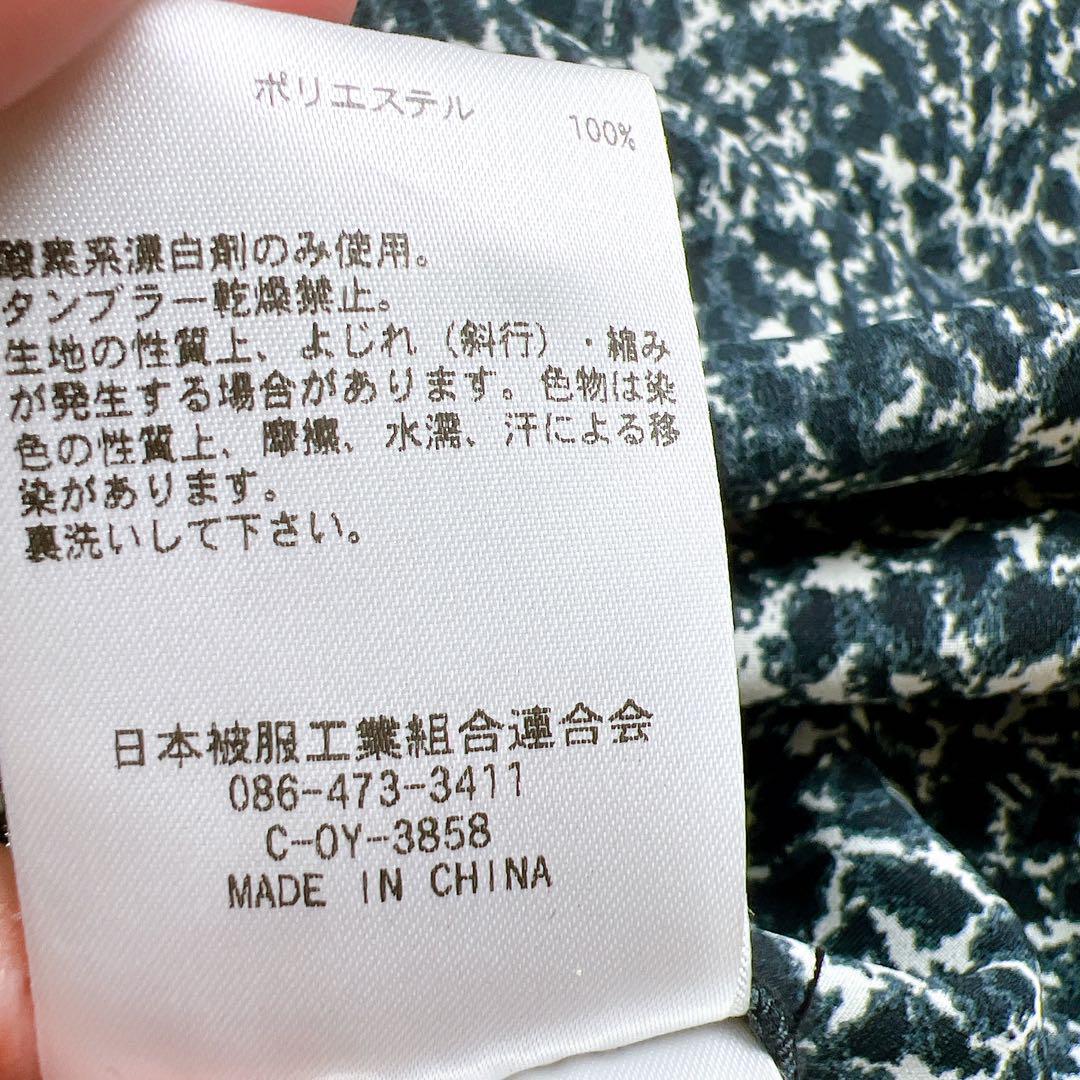 ポリエステル 100%
酸素系漂白剤のみ使用。
タンブラー乾燥禁止。
生地の性質上、よじれ（斜行）・縮み
が発生する場合があります。色物は染
色の性質上、摩擦、水濡、汗による移
染があります。
裏洗いして下さい。
日本被服工業組合連合会
086-473-3411
C-OY-3858
MADE IN CHINA